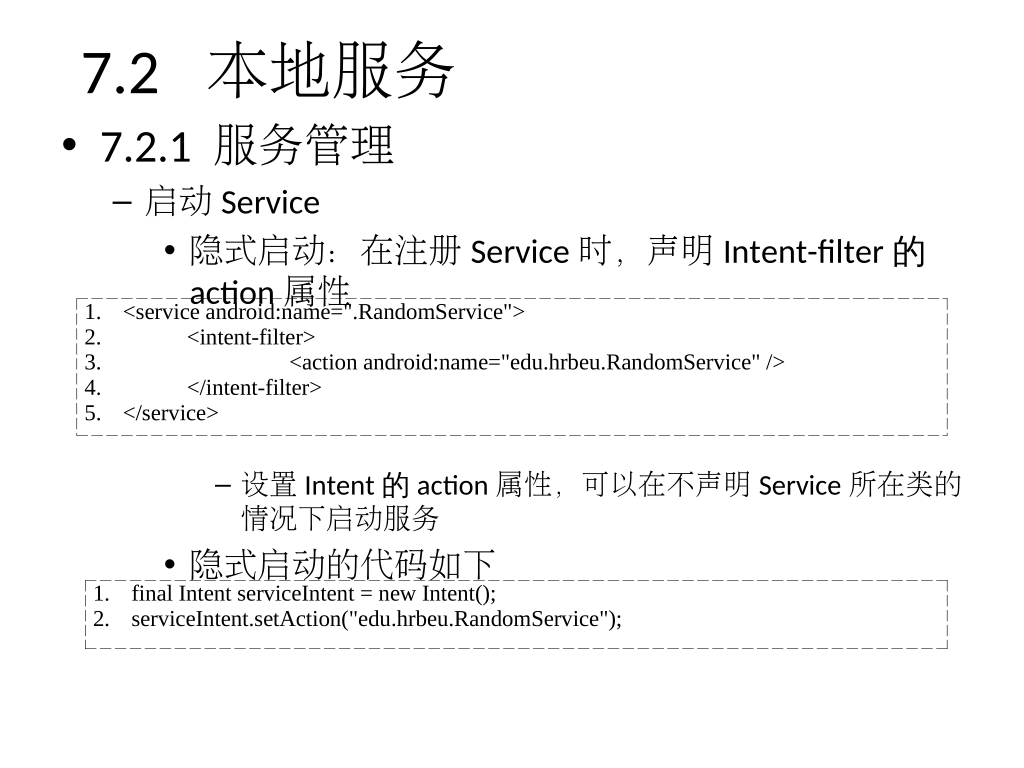 7.2 本地服务
• 7.2.1 服务管理
– 启动 Service
• 隐式启动：在注册 Service 时，声明 Intent-filter 的
action 属性
1. <service android:name=".RandomService">
2. <intent-filter>
3. <action android:name="edu.hrbeu.RandomService" />
4. </intent-filter>
5. </service>
– 设置 Intent 的 action 属性，可以在不声明 Service 所在类的
情况下启动服务
• 隐式启动的代码如下
1. final Intent serviceIntent = new Intent();
2. serviceIntent.setAction("edu.hrbeu.RandomService");